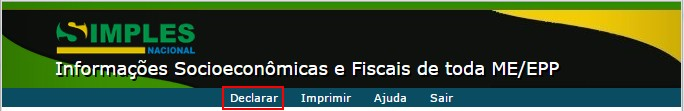 SIMPLES
NACIONAL
Informações Socioeconômicas e Fiscais de toda ME/EPP
Declarar Imprimir Ajuda Sair